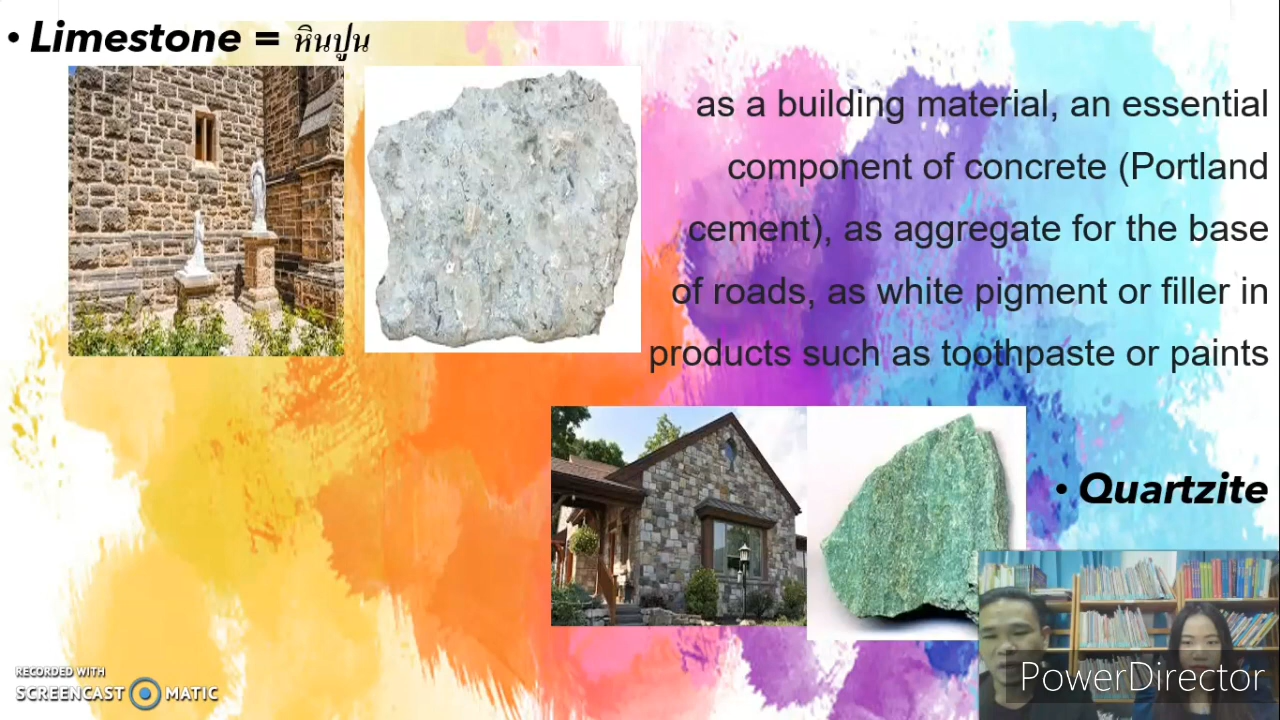 • Limestone = หินปูน
as a building material, an essential
component of concrete (Portland
cement), as aggregate for the base
of roads, as white pigment or filler in
products such as toothpaste or paints
• Quartzite
RECORDED WITH
SCREENCAST MATIC
PowerDirector